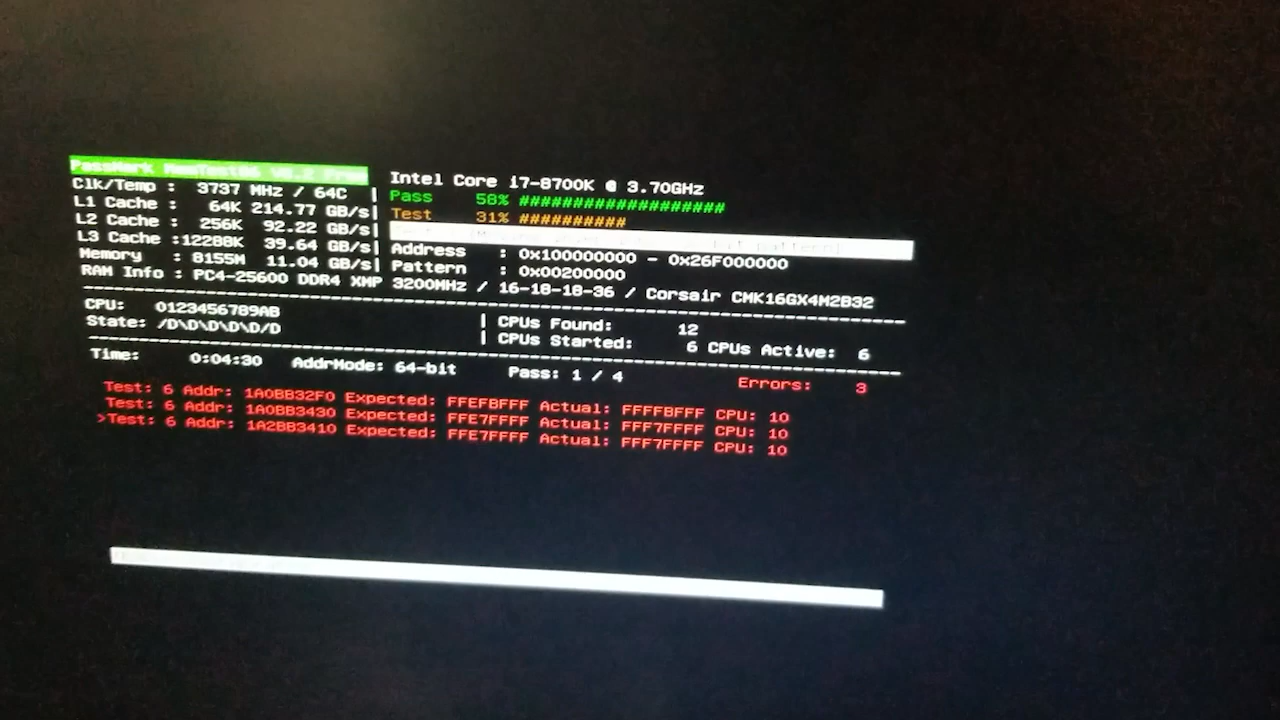 PassMark MemTest86 V8.2 Free
Intel Core i7-8700K @ 3.70GHz
Clk/Temp : 3737 MHz / 64C | Pass 58% ###################
L1 Cache : 64K 214.77 GB/s| Test 31% ##########
L2 Cache : 256K 92.22 GB/s|
L3 Cache :12288K 39.64 GB/s| Address : 0x100000000 - 0x26F000000
Memory : 8155M 11.04 GB/s| Pattern : 0x00200000
RAM Info : PC4-25600 DDR4 XMP 3200MHz / 16-18-18-36 / Corsair CMK16GX4M2B32
CPU: 0123456789AB | CPUs Found: 12
State: /D\D\D\D\D/D | CPUs Started: 6 CPUs Active: 6
Time: 0:04:30 AddrMode: 64-bit Pass: 1 / 4 Errors: 3
Test: 6 Addr: 1A0BB32F0 Expected: FFEFBFFF Actual: FFFFBFFF CPU: 10
Test: 6 Addr: 1A0BB3430 Expected: FFE7FFFF Actual: FFF7FFFF CPU: 10
>Test: 6 Addr: 1A2BB3410 Expected: FFE7FFFF Actual: FFF7FFFF CPU: 10